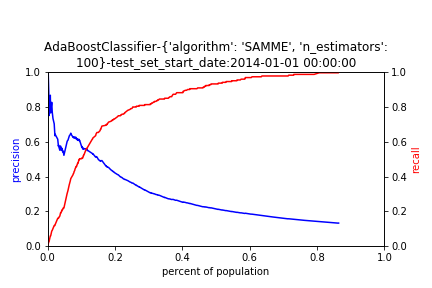 AdaBoostClassifier-{'algorithm': 'SAMME', 'n_estimators':
100}-test_set_start_date:2014-01-01 00:00:00
1.0
0.8
0.6
0.4
0.2
0.0
precision
1.0
0.8
0.6
0.4
0.2
0.0
recall
0.0 0.2 0.4 0.6 0.8 1.0
percent of population